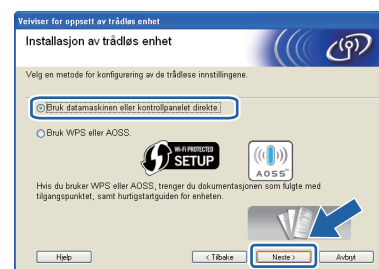 Veiviser for oppsett av trådløs enhet
Installasjon av trådløs enhet
Velg en metode for konfigurering av de trådløse innstillingene.
Bruk datamaskinen eller kontrollpanelet direkte.
Bruk WPS eller AOSS.
WI-FI PROTECTED
SETUP
AOSS
Hvis du bruker WPS eller AOSS, trenger du dokumentasjonen som fulgte med
tilgangspunktet, samt hurtigstartguiden for enheten.
Hjelp < Tilbake Neste > Avbryt